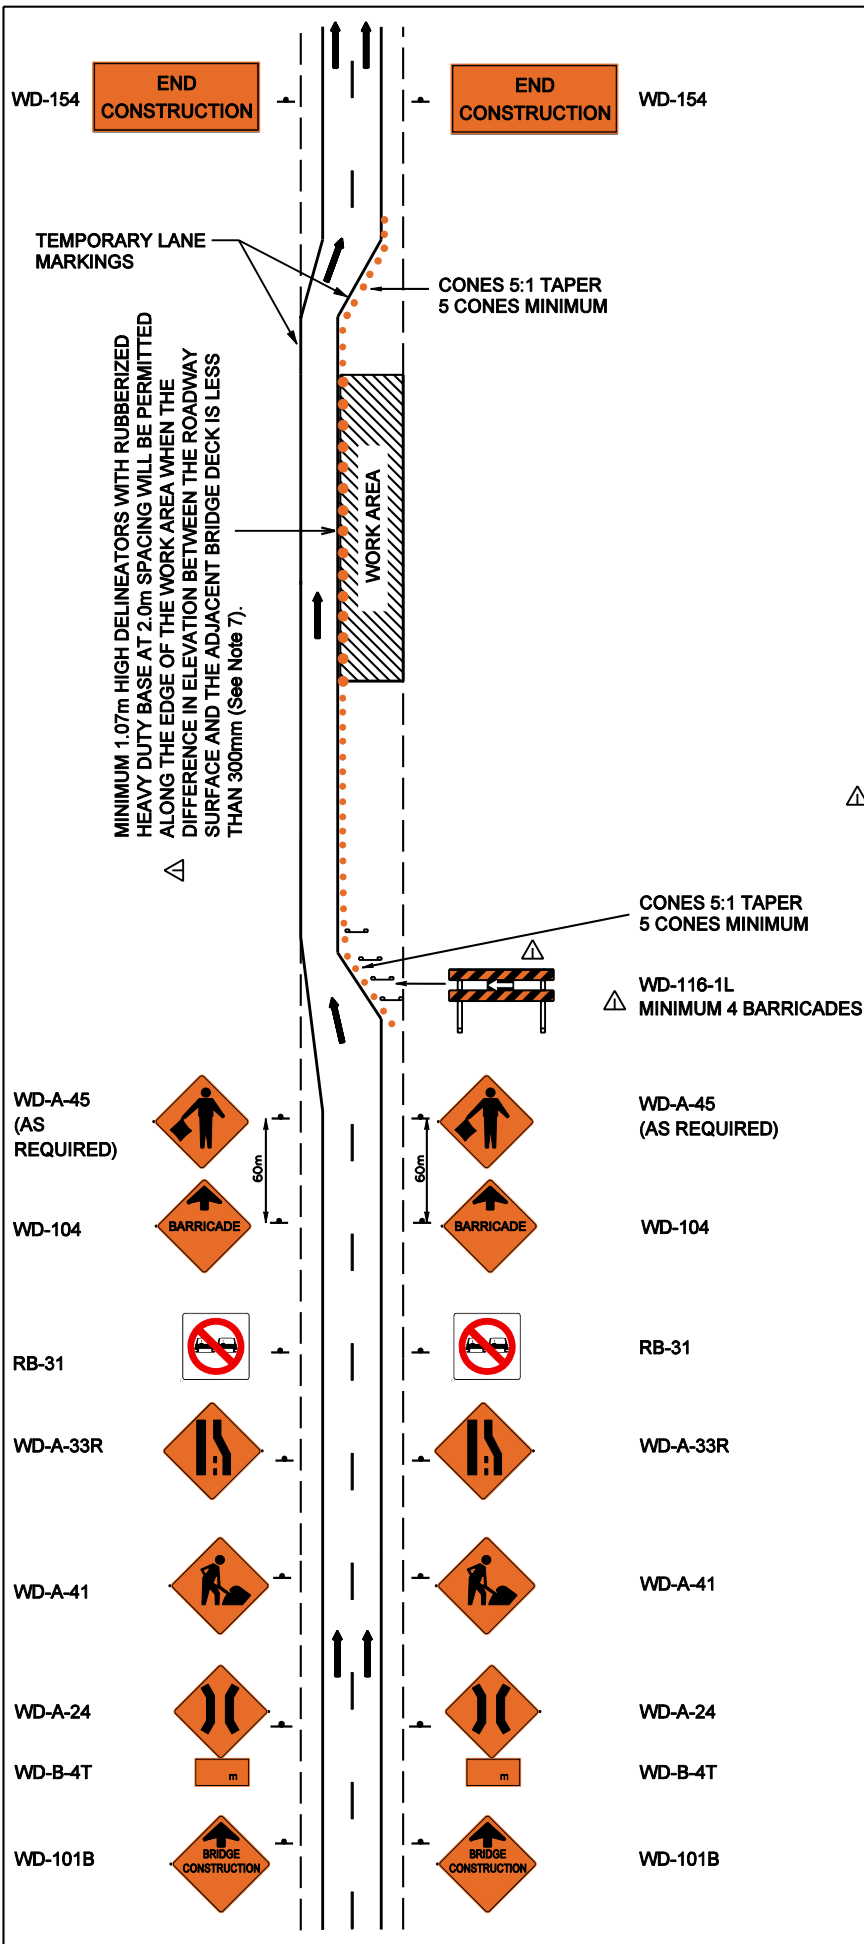 WD-154
END
CONSTRUCTION
END
CONSTRUCTION
WD-154
TEMPORARY LANE
MARKINGS
CONES 5:1 TAPER
5 CONES MINIMUM
MINIMUM 1.07m HIGH DELINEATORS WITH RUBBERIZED
HEAVY DUTY BASE AT 2.0m SPACING WILL BE PERMITTED
ALONG THE EDGE OF THE WORK AREA WHEN THE
DIFFERENCE IN ELEVATION BETWEEN THE ROADWAY
SURFACE AND THE ADJACENT BRIDGE DECK IS LESS
THAN 300mm (See Note 7).
WORK AREA
1
1
CONES 5:1 TAPER
5 CONES MINIMUM
1
WD-116-1L
1
MINIMUM 4 BARRICADES
WD-A-45
(AS
REQUIRED)
60m
60m
WD-A-45
(AS REQUIRED)
WD-104
BARRICADE
BARRICADE
WD-104
RB-31
RB-31
WD-A-33R
WD-A-33R
WD-A-41
WD-A-41
WD-A-24
WD-A-24
WD-B-4T
m
m
WD-B-4T
WD-101B
BRIDGE
CONSTRUCTION
BRIDGE
CONSTRUCTION
WD-101B